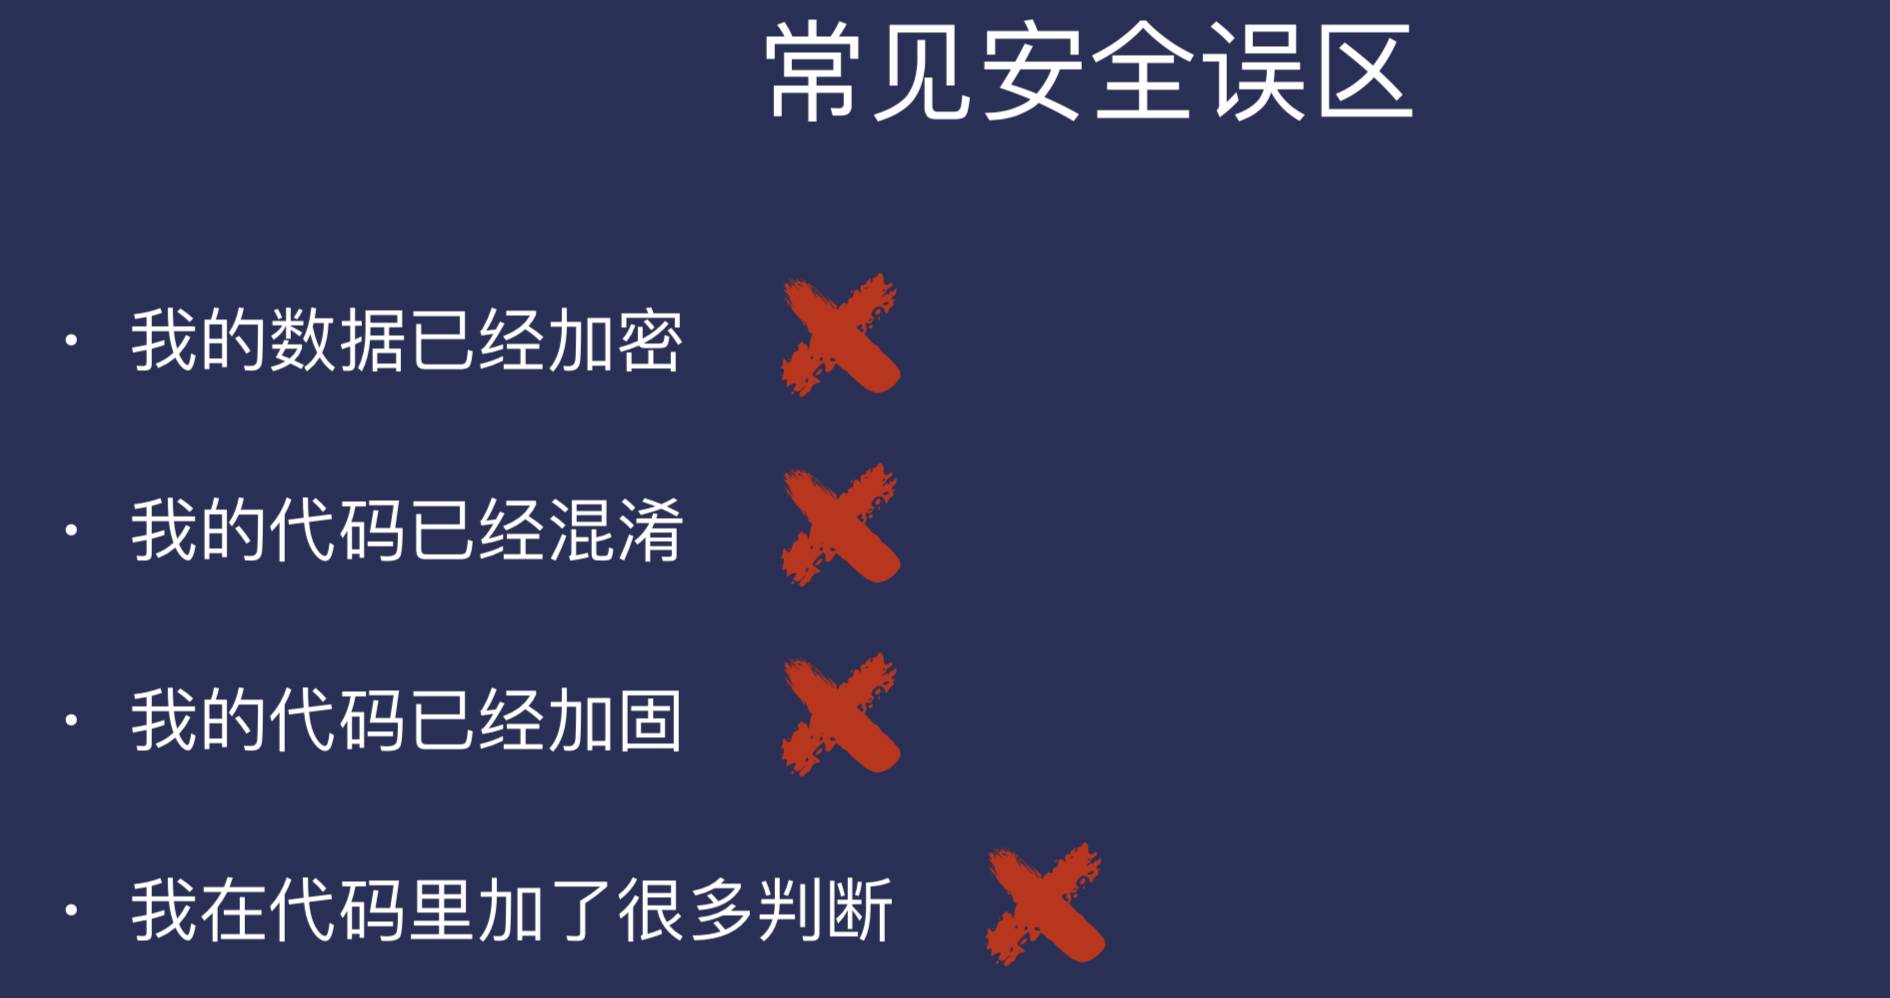 常见安全误区
• 我的数据已经加密
• 我的代码已经混淆
• 我的代码已经加固
• 我在代码里加了很多判断